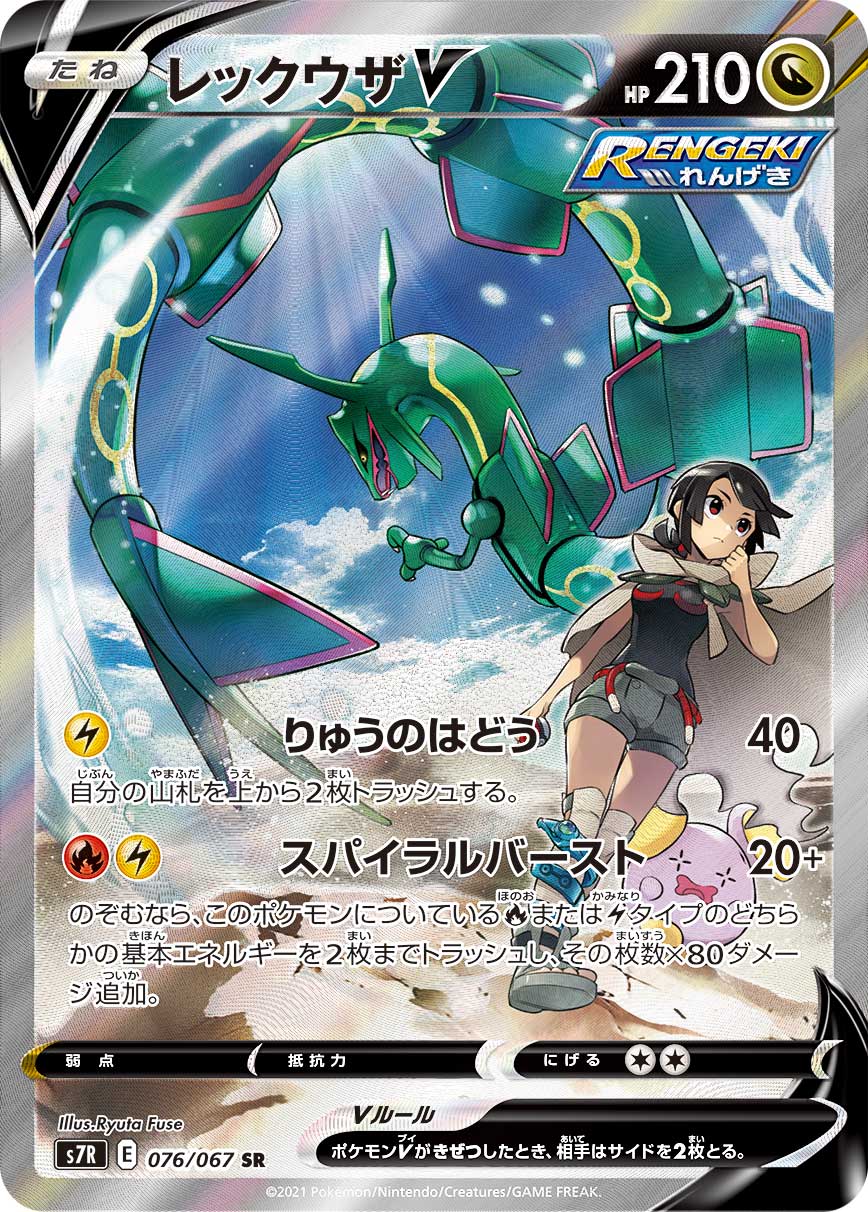 たね レックウザV HP 210
RENGEKI
れんげき
りゅうのはどう 40
自分の山札を上から2枚トラッシュする。
スパイラルバースト 20+
のぞむなら、このポケモンについている または タイプのどちら
かの基本エネルギーを2枚までトラッシュし、その枚数×80ダメー
ジ追加。
弱点 抵抗力 にげる
Illus.Ryuta Fuse
Vルール
ポケモンVがきぜつしたとき、相手はサイドを2枚とる。
s7R E 076/067 SR
©2021 Pokémon/Nintendo/Creatures/GAME FREAK.